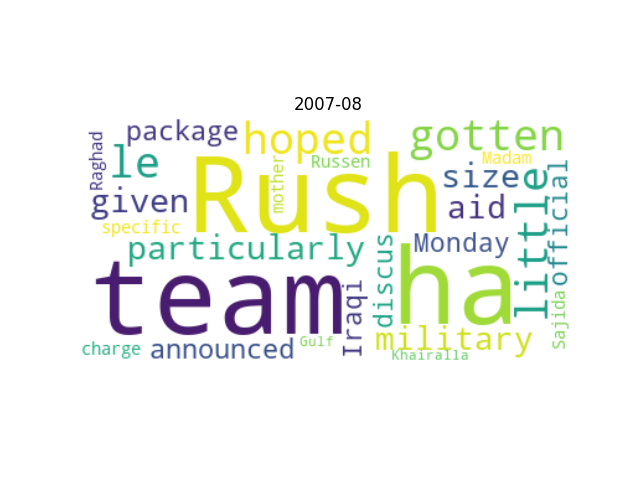 2007-08
package
hoped
gotten
Raghad
le
Rush
Russen
Madam
mother
size
given
aid
little
official
specific
particularly
Monday
discus
team
ha
Iraqi
military
Sajida
charge
announced
Gulf
Khairalla